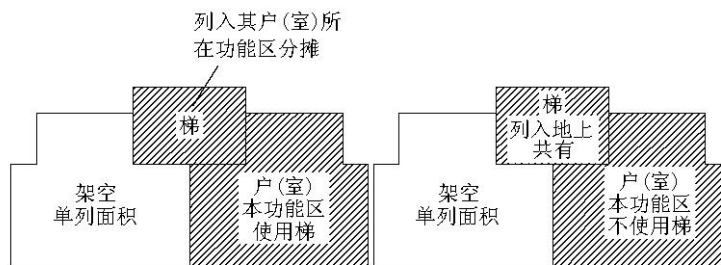 列入其户(室)所
在功能区分摊
梯
架空
单列面积
户(室)
本功能区
使用梯
梯
列入地上
共有
架空
单列面积
户(室)
本功能区
不使用梯